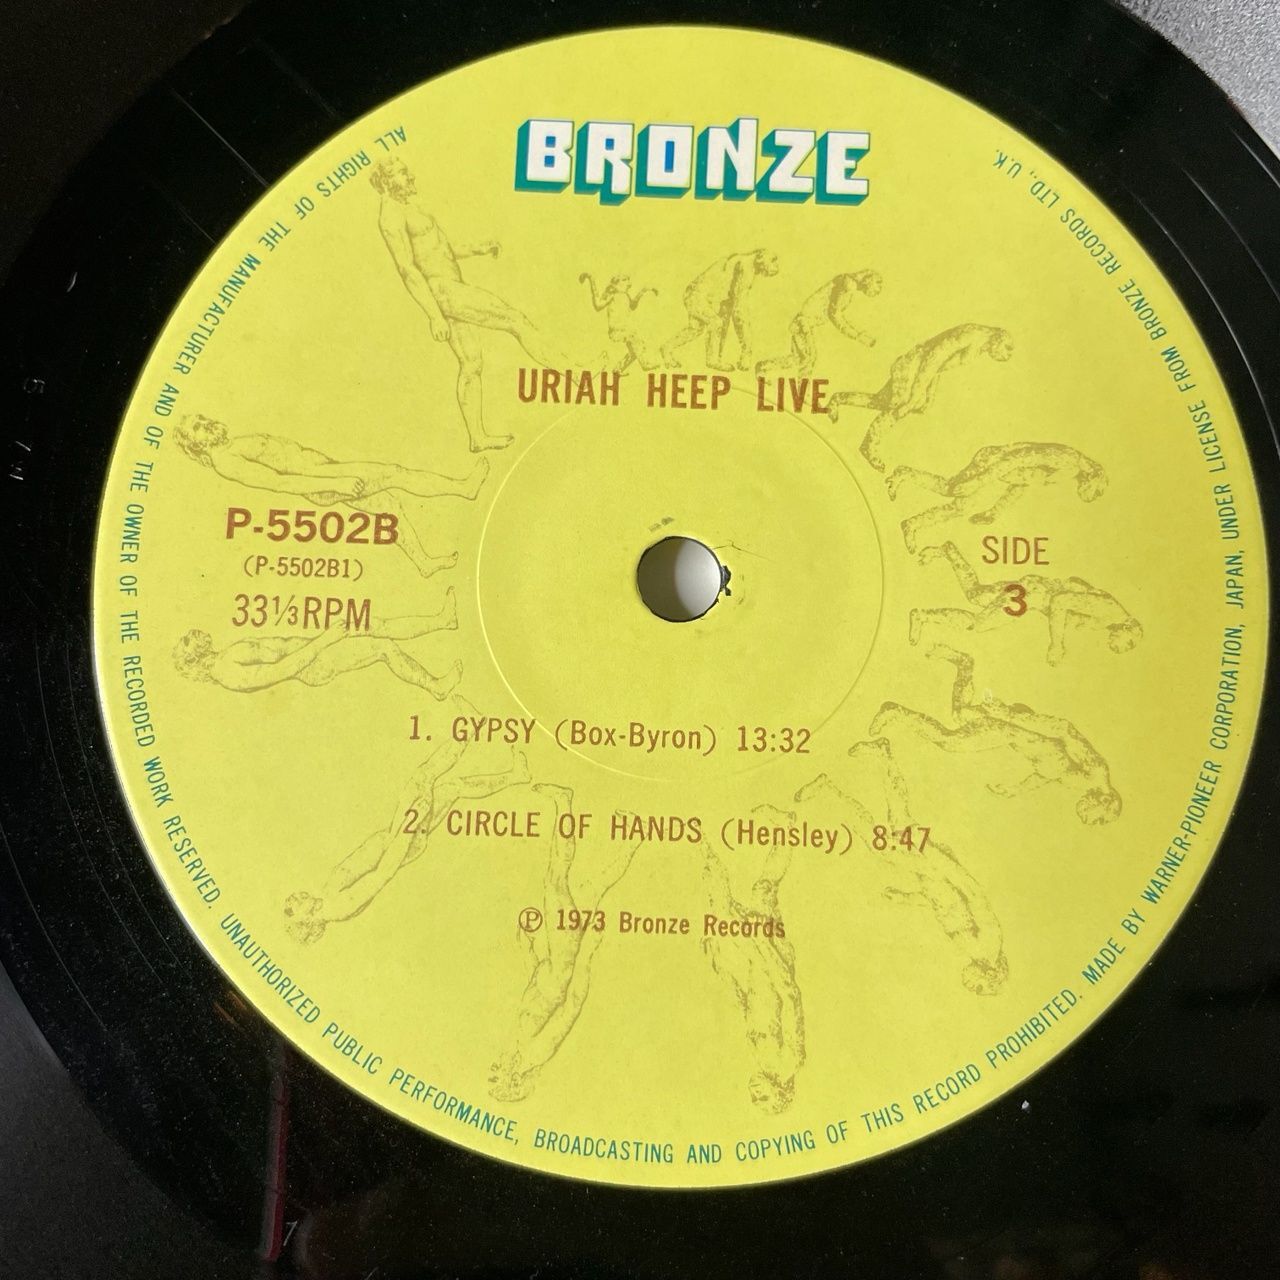 BRONZE
URIAH HEEP LIVE
P-5502B
(P-5502B1)
33⅓RPM
SIDE
3
1. GYPSY (Box-Byron) 13:32
2. CIRCLE OF HANDS (Hensley) 8:47
℗ 1973 Bronze Records
ALL RIGHTS OF THE MANUFACTURER AND OF THE OWNER OF THE RECORDED WORK RESERVED. UNAUTHORIZED PUBLIC PERFORMANCE, BROADCASTING AND COPYING OF THIS RECORD PROHIBITED. MADE BY WARNER-PIONEER CORPORATION, JAPAN, UNDER LICENSE FROM BRONZE RECORDS LTD., U.K.